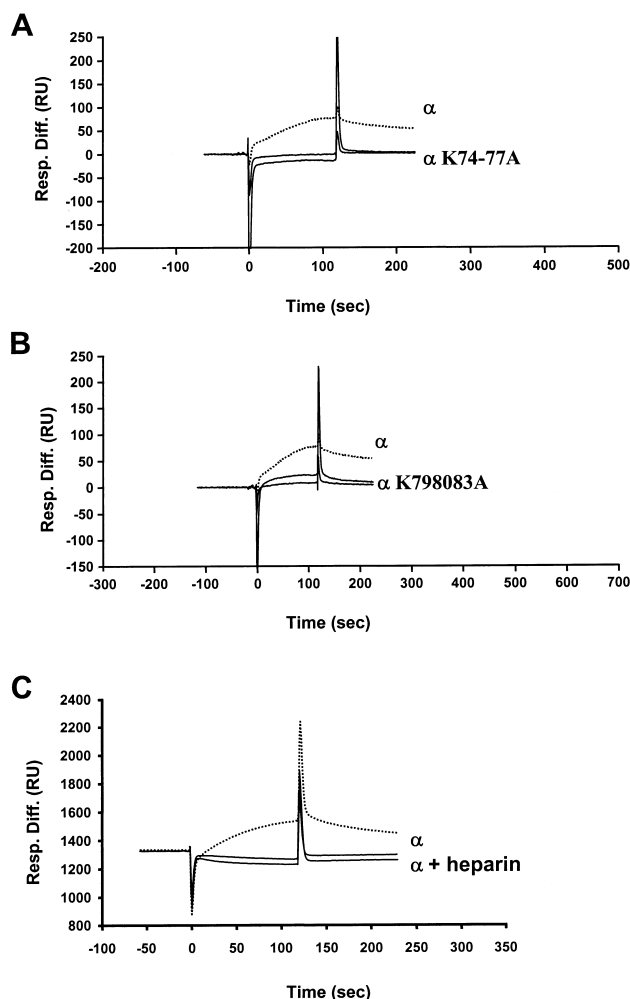 A
Resp. Diff. (RU)
250
200
150
100
50
0
-50
-100
-150
-200
α
α K74-77A
-200 -100 0 100 200 300 400 500
Time (sec)
B
Resp. Diff. (RU)
250
200
150
100
50
0
-50
-100
-150
α
α K798083A
-300 -200 -100 0 100 200 300 400 500 600 700
Time (sec)
C
Resp. Diff. (RU)
2400
2200
2000
1800
1600
1400
1200
1000
800
α
α + heparin
-100 -50 0 50 100 150 200 250 300 350
Time (sec)